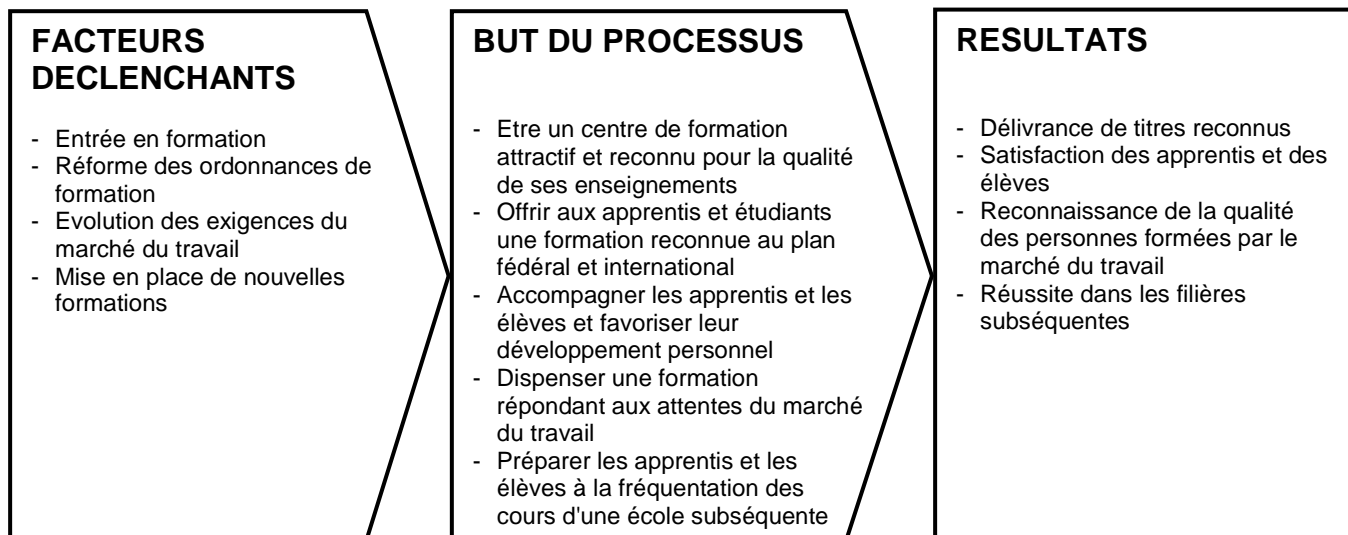 FACTEURS
DECLENCHANTS
- Entrée en formation
- Réforme des ordonnances de
formation
- Evolution des exigences du
marché du travail
- Mise en place de nouvelles
formations
BUT DU PROCESSUS
- Etre un centre de formation
attractif et reconnu pour la qualité
de ses enseignements
- Offrir aux apprentis et étudiants
une formation reconnue au plan
fédéral et international
- Accompagner les apprentis et les
élèves et favoriser leur
développement personnel
- Dispenser une formation
répondant aux attentes du marché
du travail
- Préparer les apprentis et les
élèves à la fréquentation des
cours d'une école subséquente
RESULTATS
- Délivrance de titres reconnus
- Satisfaction des apprentis et des
élèves
- Reconnaissance de la qualité
des personnes formées par le
marché du travail
- Réussite dans les filières
subséquentes